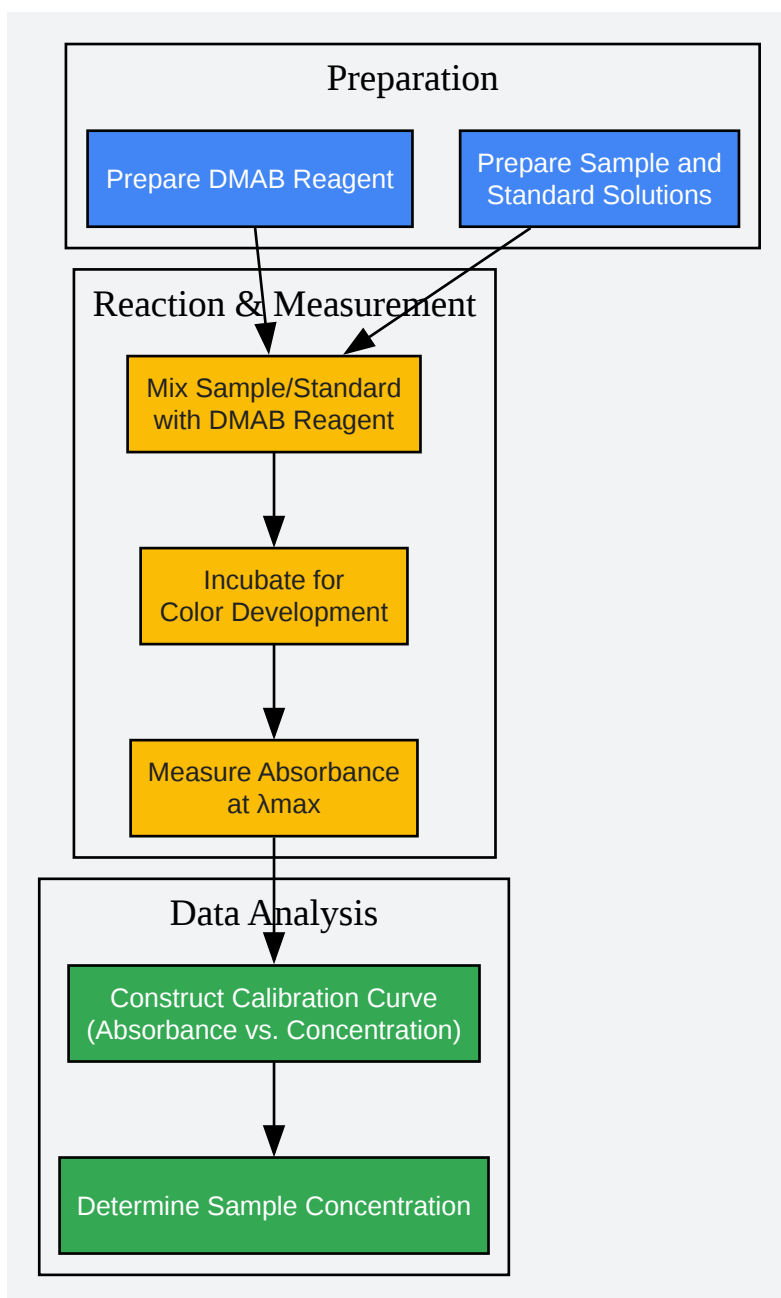 Preparation
Prepare DMAB Reagent
Prepare Sample and
Standard Solutions
Reaction & Measurement
Mix Sample/Standard
with DMAB Reagent
Incubate for
Color Development
Measure Absorbance
at λmax
Data Analysis
Construct Calibration Curve
(Absorbance vs. Concentration)
Determine Sample Concentration